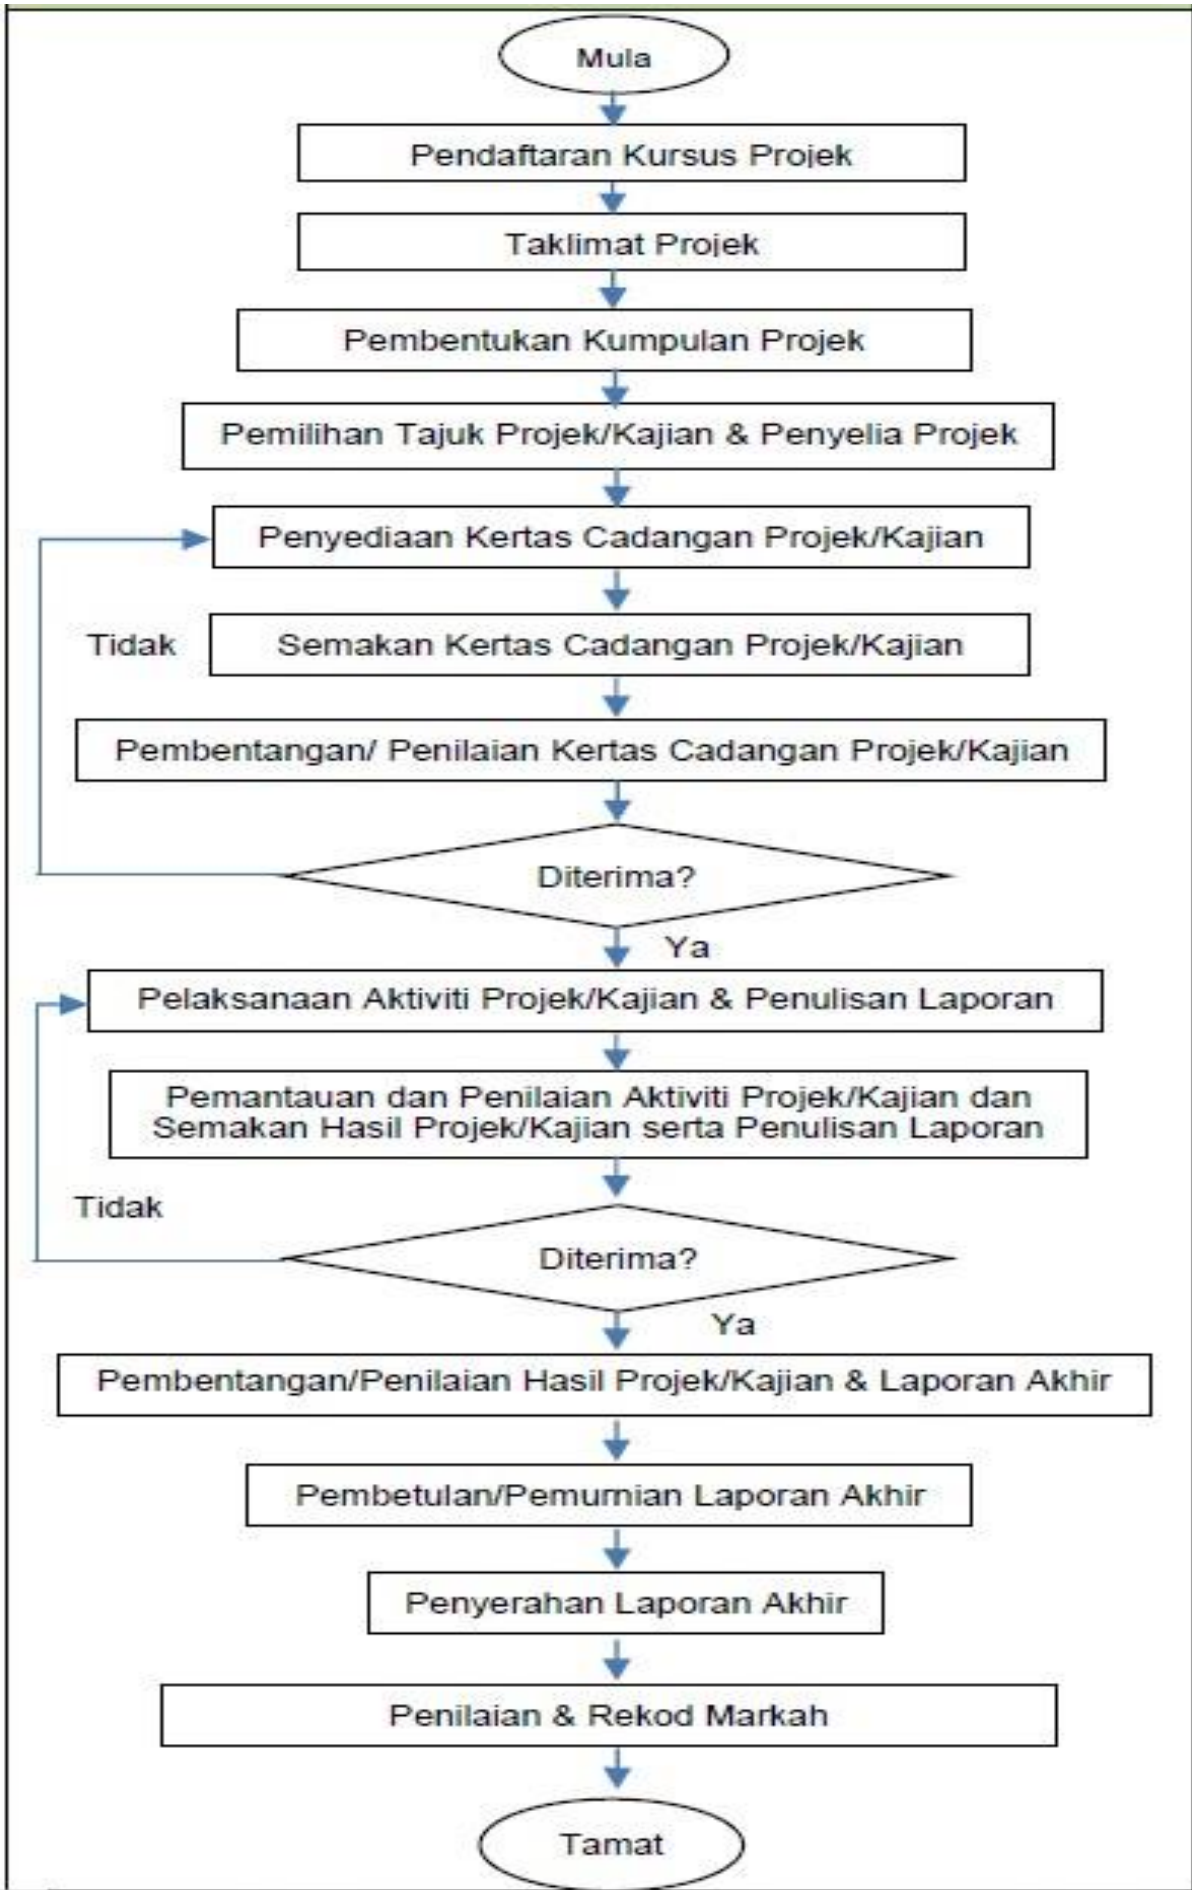 Mula
Pendaftaran Kursus Projek
Taklimat Projek
Pembentukan Kumpulan Projek
Pemilihan Tajuk Projek/Kajian & Penyelia Projek
Penyediaan Kertas Cadangan Projek/Kajian
Tidak
Semakan Kertas Cadangan Projek/Kajian
Pembentangan/ Penilaian Kertas Cadangan Projek/Kajian
Diterima?
Ya
Pelaksanaan Aktiviti Projek/Kajian & Penulisan Laporan
Pemantauan dan Penilaian Aktiviti Projek/Kajian dan
Semakan Hasil Projek/Kajian serta Penulisan Laporan
Tidak
Diterima?
Ya
Pembentangan/Penilaian Hasil Projek/Kajian & Laporan Akhir
Pembetulan/Pemurnian Laporan Akhir
Penyerahan Laporan Akhir
Penilaian & Rekod Markah
Tamat